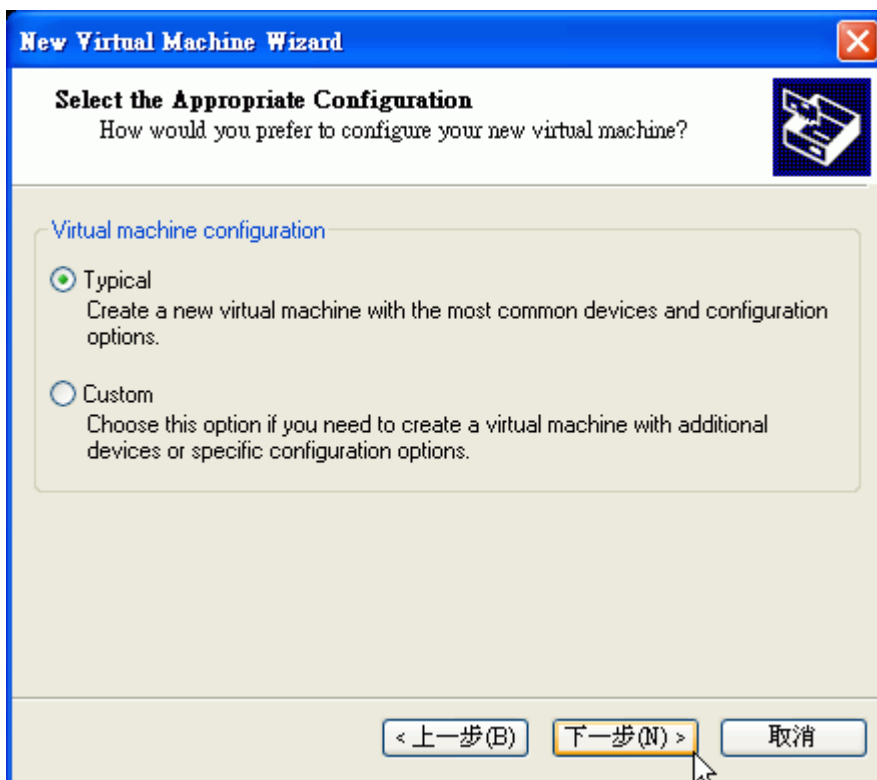 New Virtual Machine Wizard
Select the Appropriate Configuration
How would you prefer to configure your new virtual machine?
Virtual machine configuration
Typical
Create a new virtual machine with the most common devices and configuration
options.
Custom
Choose this option if you need to create a virtual machine with additional
devices or specific configuration options.
<上一步(B) 下一步(N)> 取消